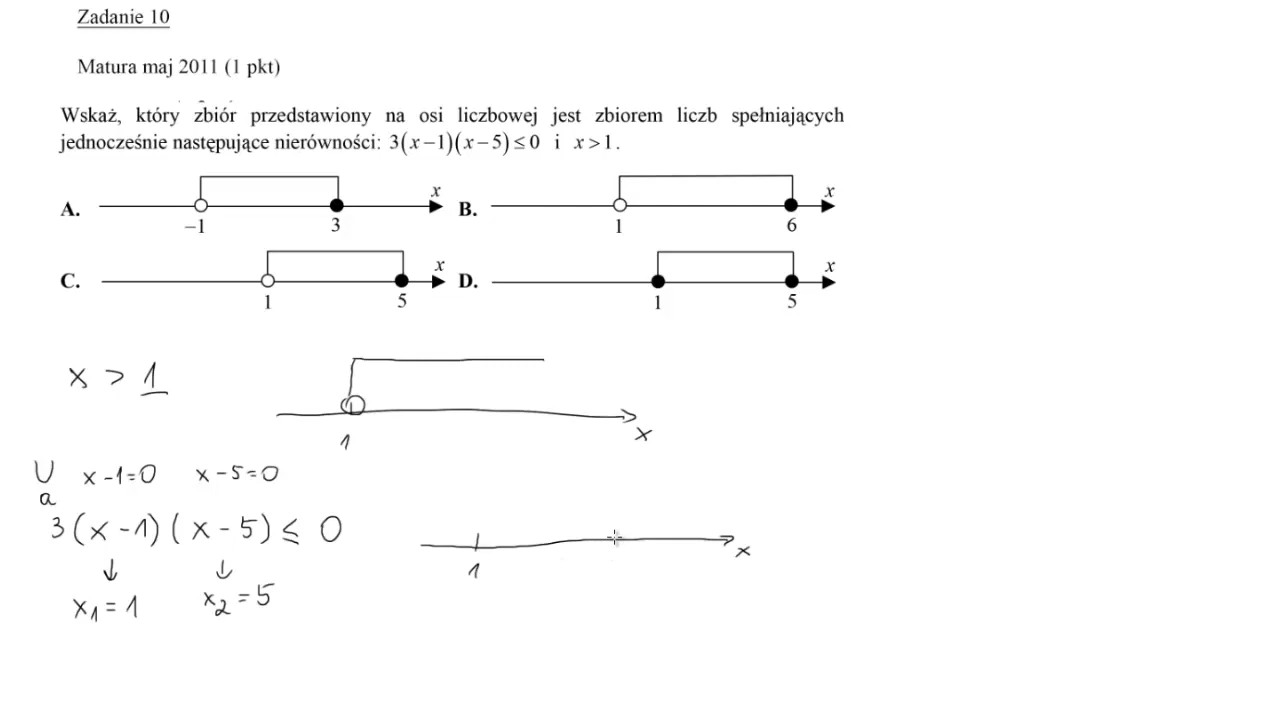 Zadanie 10
Matura maj 2011 (1 pkt)
Wskaż, który zbiór przedstawiony na osi liczbowej jest zbiorem liczb spełniających
jednocześnie następujące nierówności: 3(x−1)(x−5)≤0 i x>1.
A. −1 3 x
B. 1 6 x
C. 1 5 x
D. 1 5 x
x > 1
1 x
U x-1=0 x-5=0
a
3(x-1)(x-5)≤ 0
↓ ↓
x₁=1 x₂=5
1 x